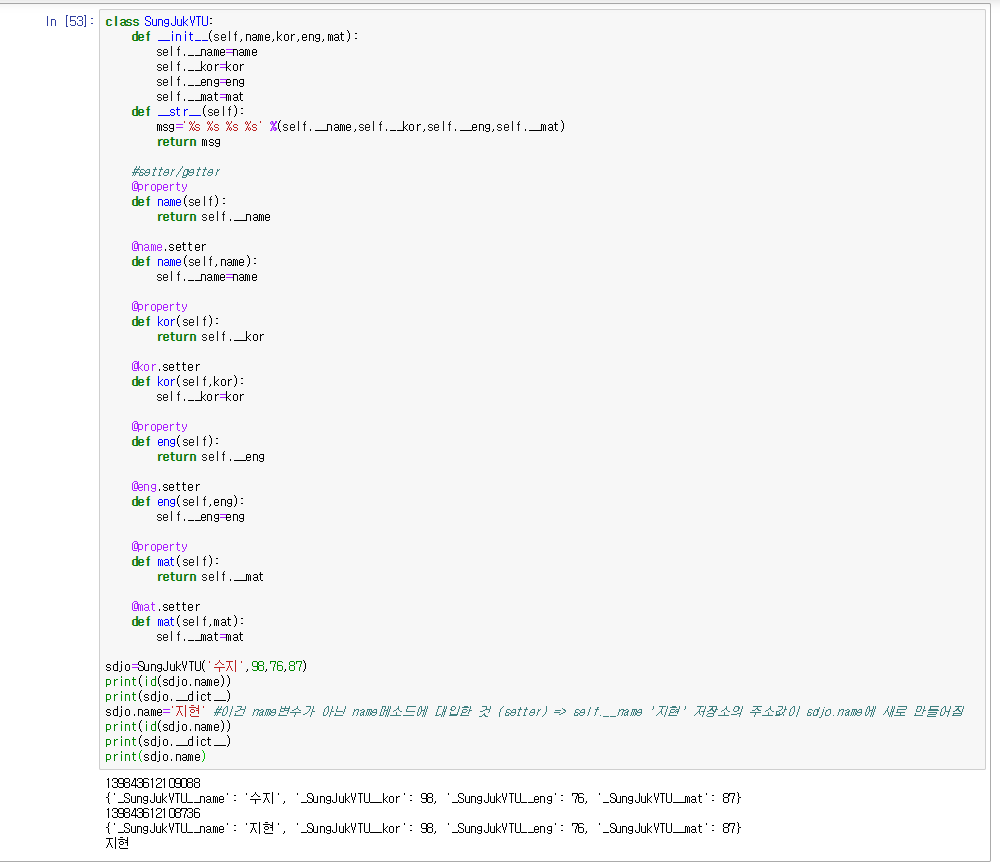 In [53]:
class SungJukVTU:
    def __init__(self,name,kor,eng,mat):
        self.__name=name
        self.__kor=kor
        self.__eng=eng
        self.__mat=mat
    def __str__(self):
        msg='%s %s %s %s' %(self.__name,self.__kor,self.__eng,self.__mat)
        return msg

    #setter/getter
    @property
    def name(self):
        return self.__name

    @name.setter
    def name(self,name):
        self.__name=name

    @property
    def kor(self):
        return self.__kor

    @kor.setter
    def kor(self,kor):
        self.__kor=kor

    @property
    def eng(self):
        return self.__eng

    @eng.setter
    def eng(self,eng):
        self.__eng=eng

    @property
    def mat(self):
        return self.__mat

    @mat.setter
    def mat(self,mat):
        self.__mat=mat

sdjo=SungJukVTU('수지',98,76,87)
print(id(sdjo.name))
print(sdjo.__dict__)
sdjo.name='지현' #이건 name변수가 아닌 name메소드에 대입한 것 (setter) => self.__name '지현' 저장소의 주소값이 sdjo.name에 새로 만들어짐
print(id(sdjo.name))
print(sdjo.__dict__)
print(sdjo.name)
139843612109088
{'_SungJukVTU__name': '수지', '_SungJukVTU__kor': 98, '_SungJukVTU__eng': 76, '_SungJukVTU__mat': 87}
139843612108736
{'_SungJukVTU__name': '지현', '_SungJukVTU__kor': 98, '_SungJukVTU__eng': 76, '_SungJukVTU__mat': 87}
지현